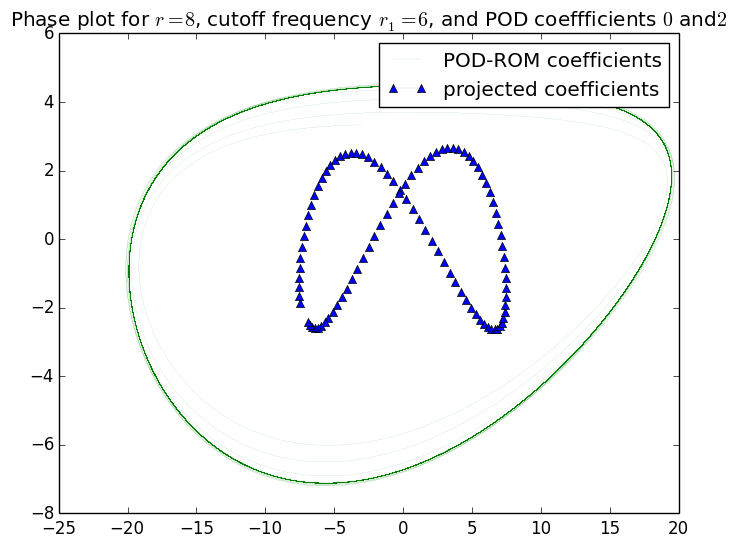 Phase plot for r=8, cutoff frequency r₁=6, and POD coeffficients 0 and2
POD-ROM coefficients
projected coefficients
6
4
2
0
−2
−4
−6
−8
−25 −20 −15 −10 −5 0 5 10 15 20